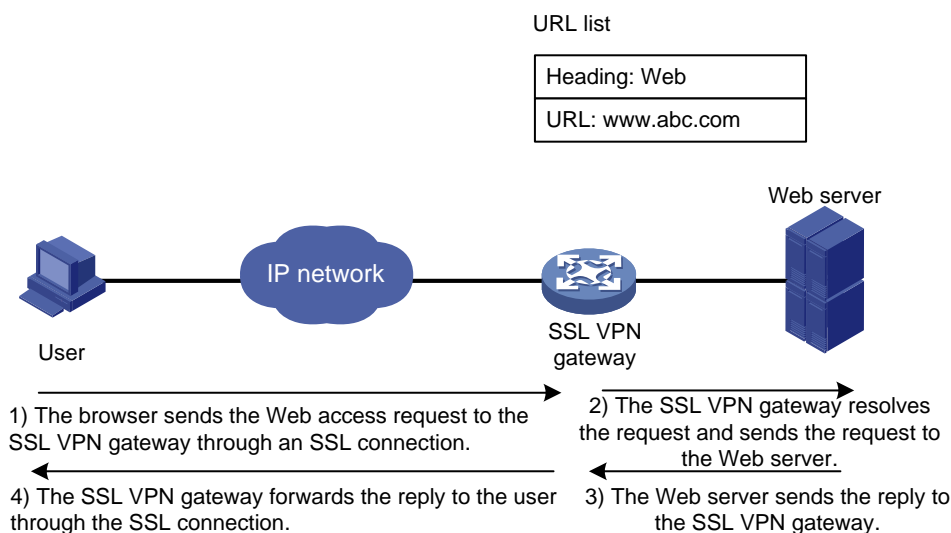 URL list
Heading: Web
URL: www.abc.com
Web server
IP network
SSL VPN
gateway
User
1) The browser sends the Web access request to the
SSL VPN gateway through an SSL connection.
2) The SSL VPN gateway resolves
the request and sends the request to
the Web server.
4) The SSL VPN gateway forwards the reply to the user
through the SSL connection.
3) The Web server sends the reply to
the SSL VPN gateway.